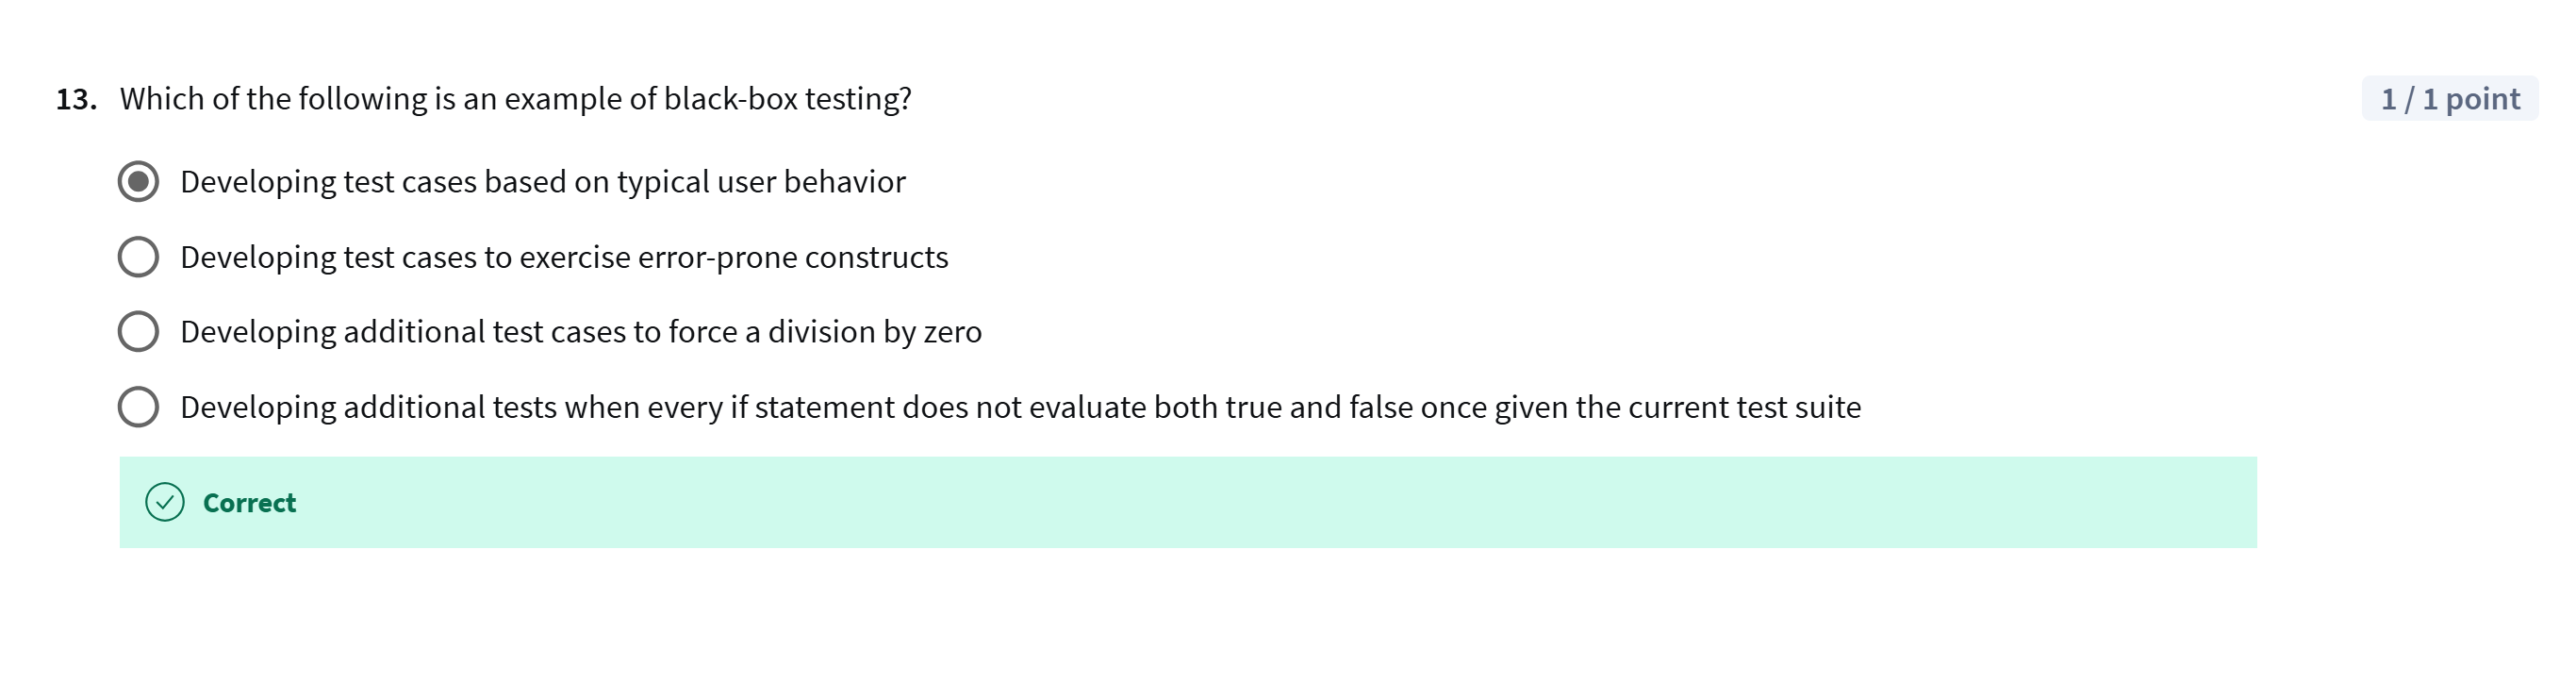 13. Which of the following is an example of black-box testing?
1 / 1 point
Developing test cases based on typical user behavior
Developing test cases to exercise error-prone constructs
Developing additional test cases to force a division by zero
Developing additional tests when every if statement does not evaluate both true and false once given the current test suite
Correct